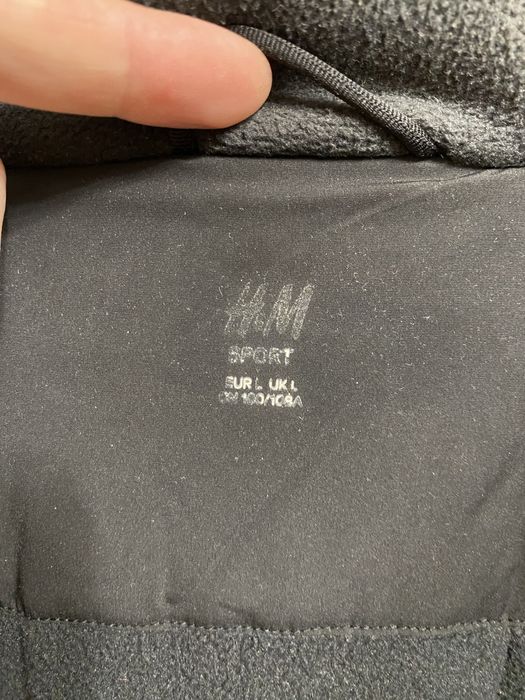 H&M
SPORT
EUR L UK L
CN 180/108A